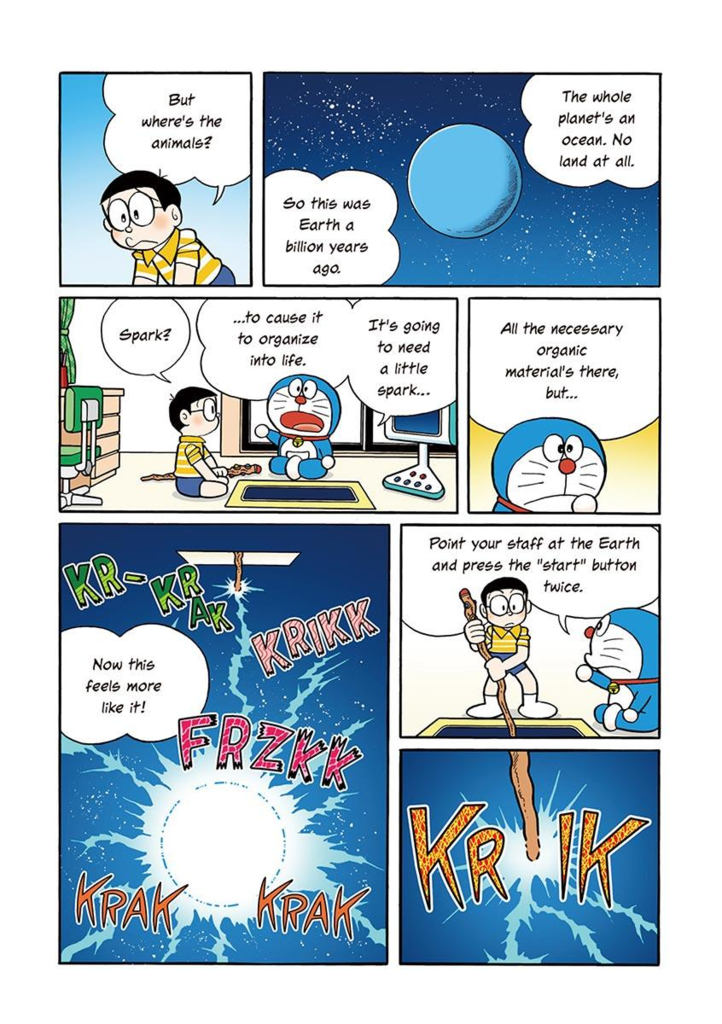 The whole
planet's an
ocean. No
land at all.
So this was
Earth a
billion years
ago.
But
where's the
animals?
All the necessary
organic
material's there,
but...
It's going
to need
a little
spark...
...to cause it
to organize
into life.
Spark?
Point your staff at the Earth
and press the "start" button
twice.
KRIK
KR-
KR
AK
KRIKK
Now this
feels more
like it!
FRZKK
KRAK
KRAK